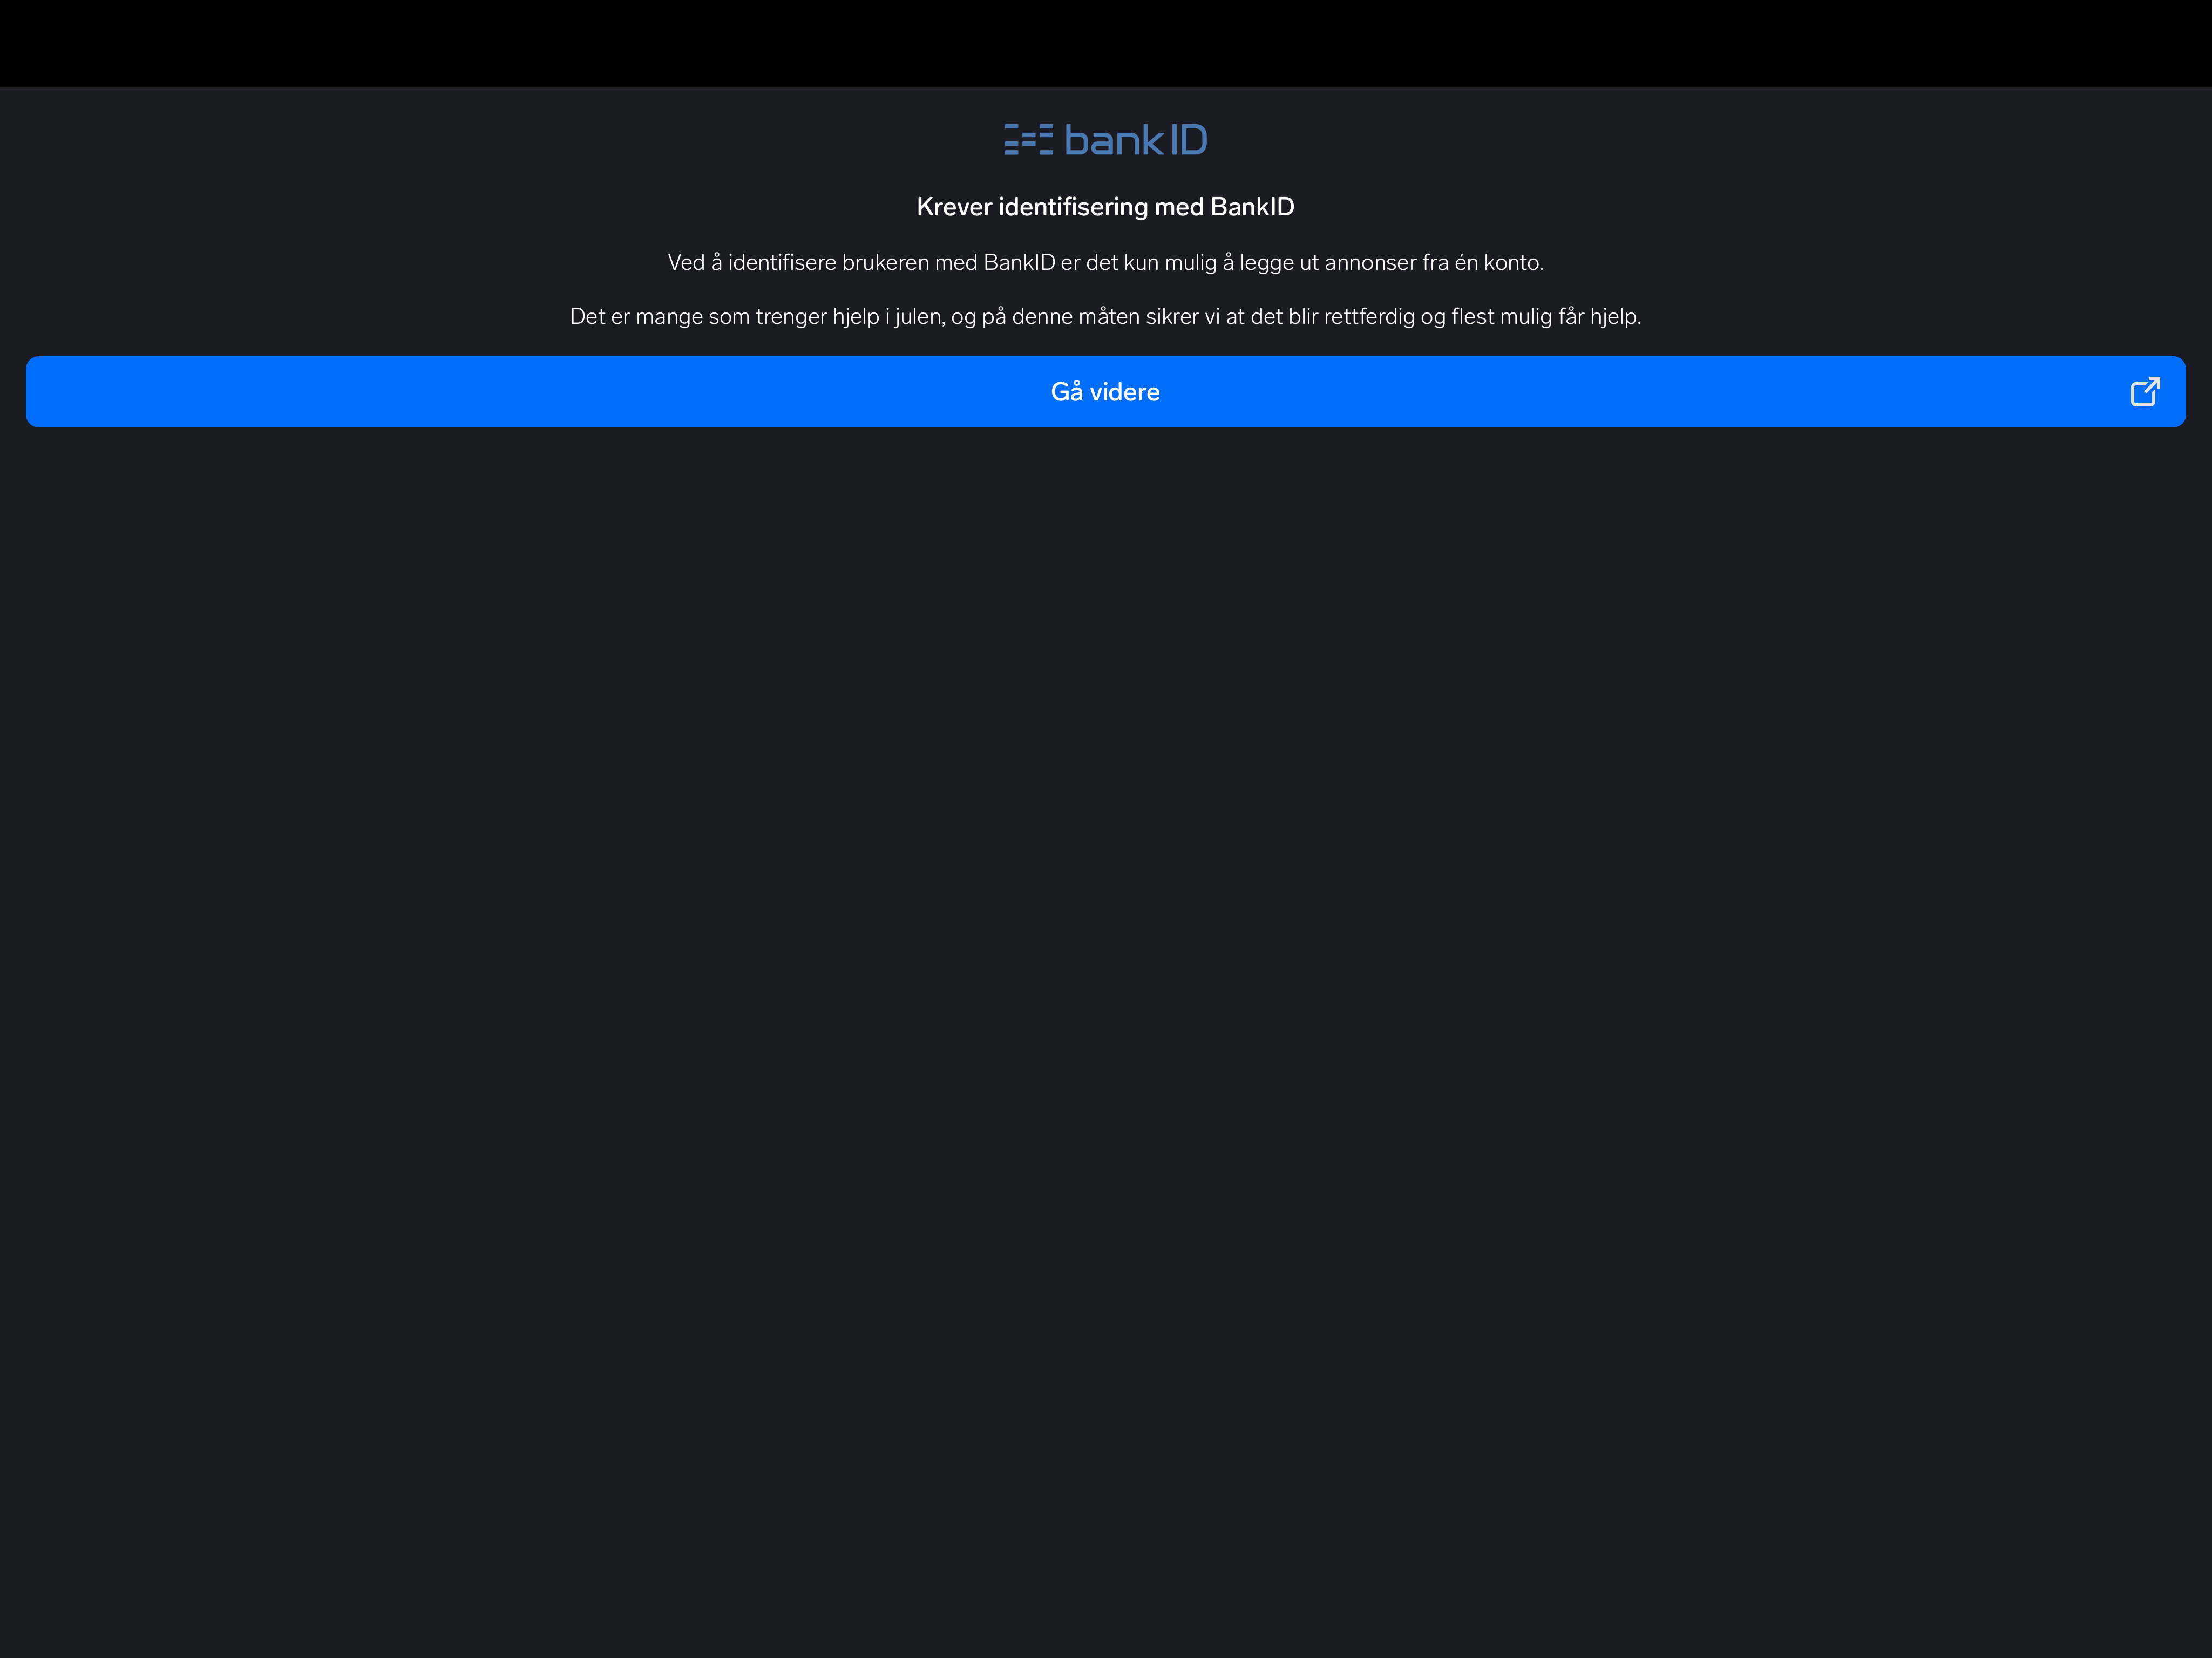 bankID
Krever identifisering med BankID
Ved å identifisere brukeren med BankID er det kun mulig å legge ut annonser fra én konto.
Det er mange som trenger hjelp i julen, og på denne måten sikrer vi at det blir rettferdig og flest mulig får hjelp.
Gå videre